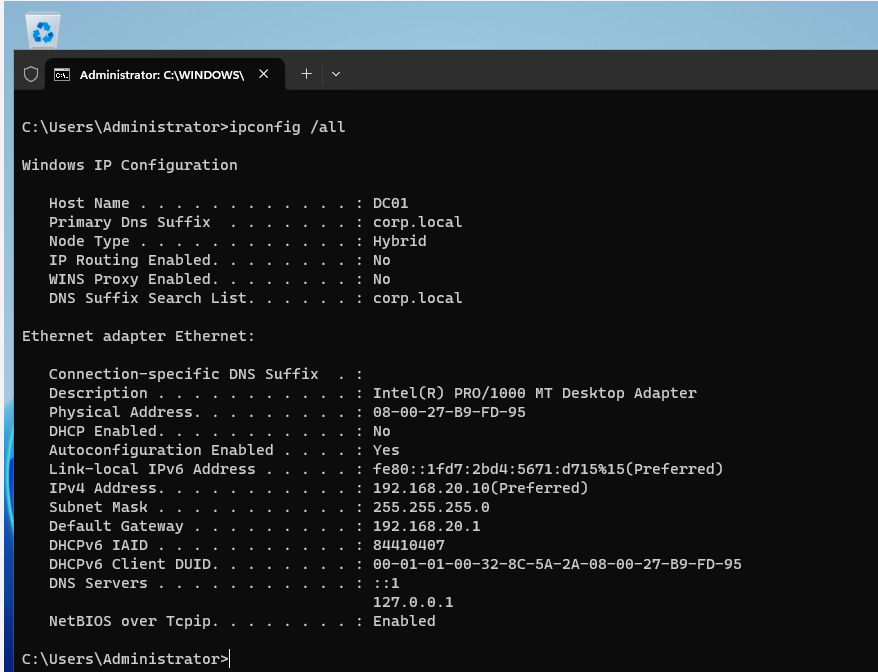 Administrator: C:\WINDOWS\
C:\Users\Administrator>ipconfig /all
Windows IP Configuration
Host Name . . . . . . . . . . . . : DC01
Primary Dns Suffix  . . . . . . . : corp.local
Node Type . . . . . . . . . . . . : Hybrid
IP Routing Enabled. . . . . . . . : No
WINS Proxy Enabled. . . . . . . . : No
DNS Suffix Search List. . . . . . : corp.local
Ethernet adapter Ethernet:
Connection-specific DNS Suffix  . :
Description . . . . . . . . . . . : Intel(R) PRO/1000 MT Desktop Adapter
Physical Address. . . . . . . . . : 08-00-27-B9-FD-95
DHCP Enabled. . . . . . . . . . . : No
Autoconfiguration Enabled . . . . : Yes
Link-local IPv6 Address . . . . . : fe80::1fd7:2bd4:5671:d715%15(Preferred)
IPv4 Address. . . . . . . . . . . : 192.168.20.10(Preferred)
Subnet Mask . . . . . . . . . . . : 255.255.255.0
Default Gateway . . . . . . . . . : 192.168.20.1
DHCPv6 IAID . . . . . . . . . . . : 84410407
DHCPv6 Client DUID. . . . . . . . : 00-01-01-00-32-8C-5A-2A-08-00-27-B9-FD-95
DNS Servers . . . . . . . . . . . : ::1
127.0.0.1
NetBIOS over Tcpip. . . . . . . . : Enabled
C:\Users\Administrator>